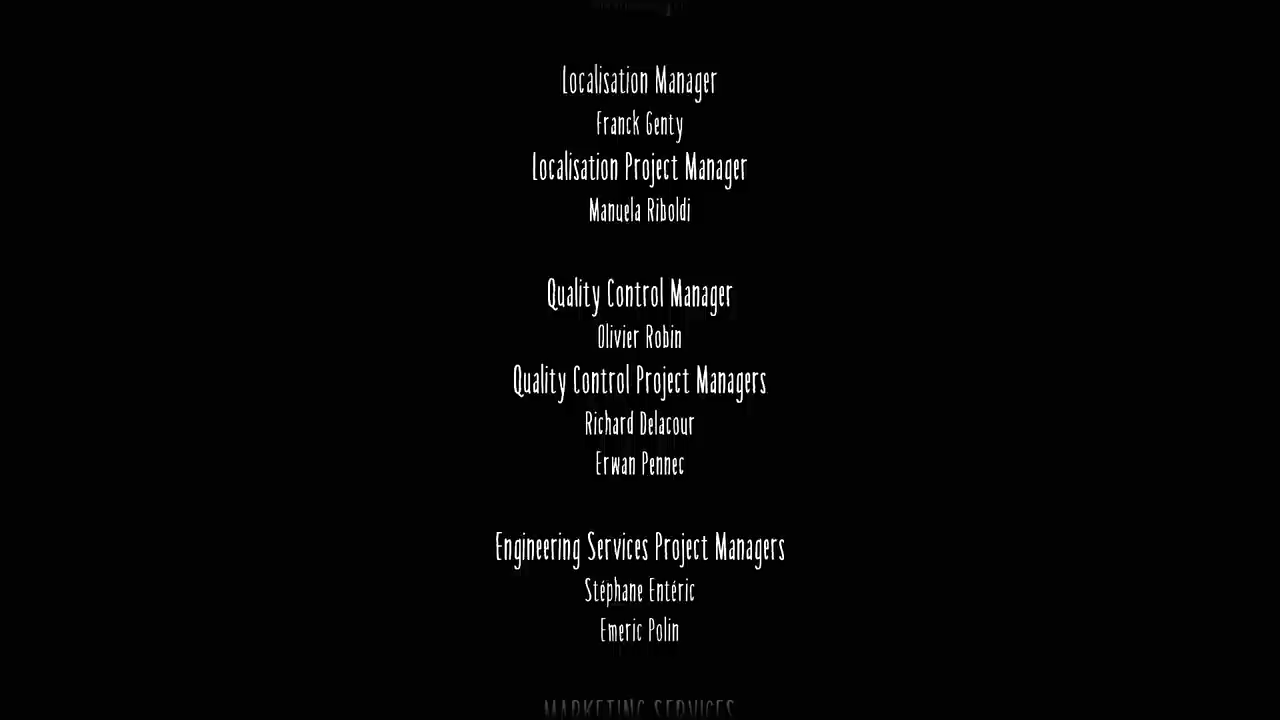 Localisation Manager
Franck Genty
Localisation Project Manager
Manuela Riboldi
Quality Control Manager
Olivier Robin
Quality Control Project Managers
Richard Delacour
Erwan Pennec
Engineering Services Project Managers
Stéphane Entéric
Emeric Polin
MARKETING SERVICES